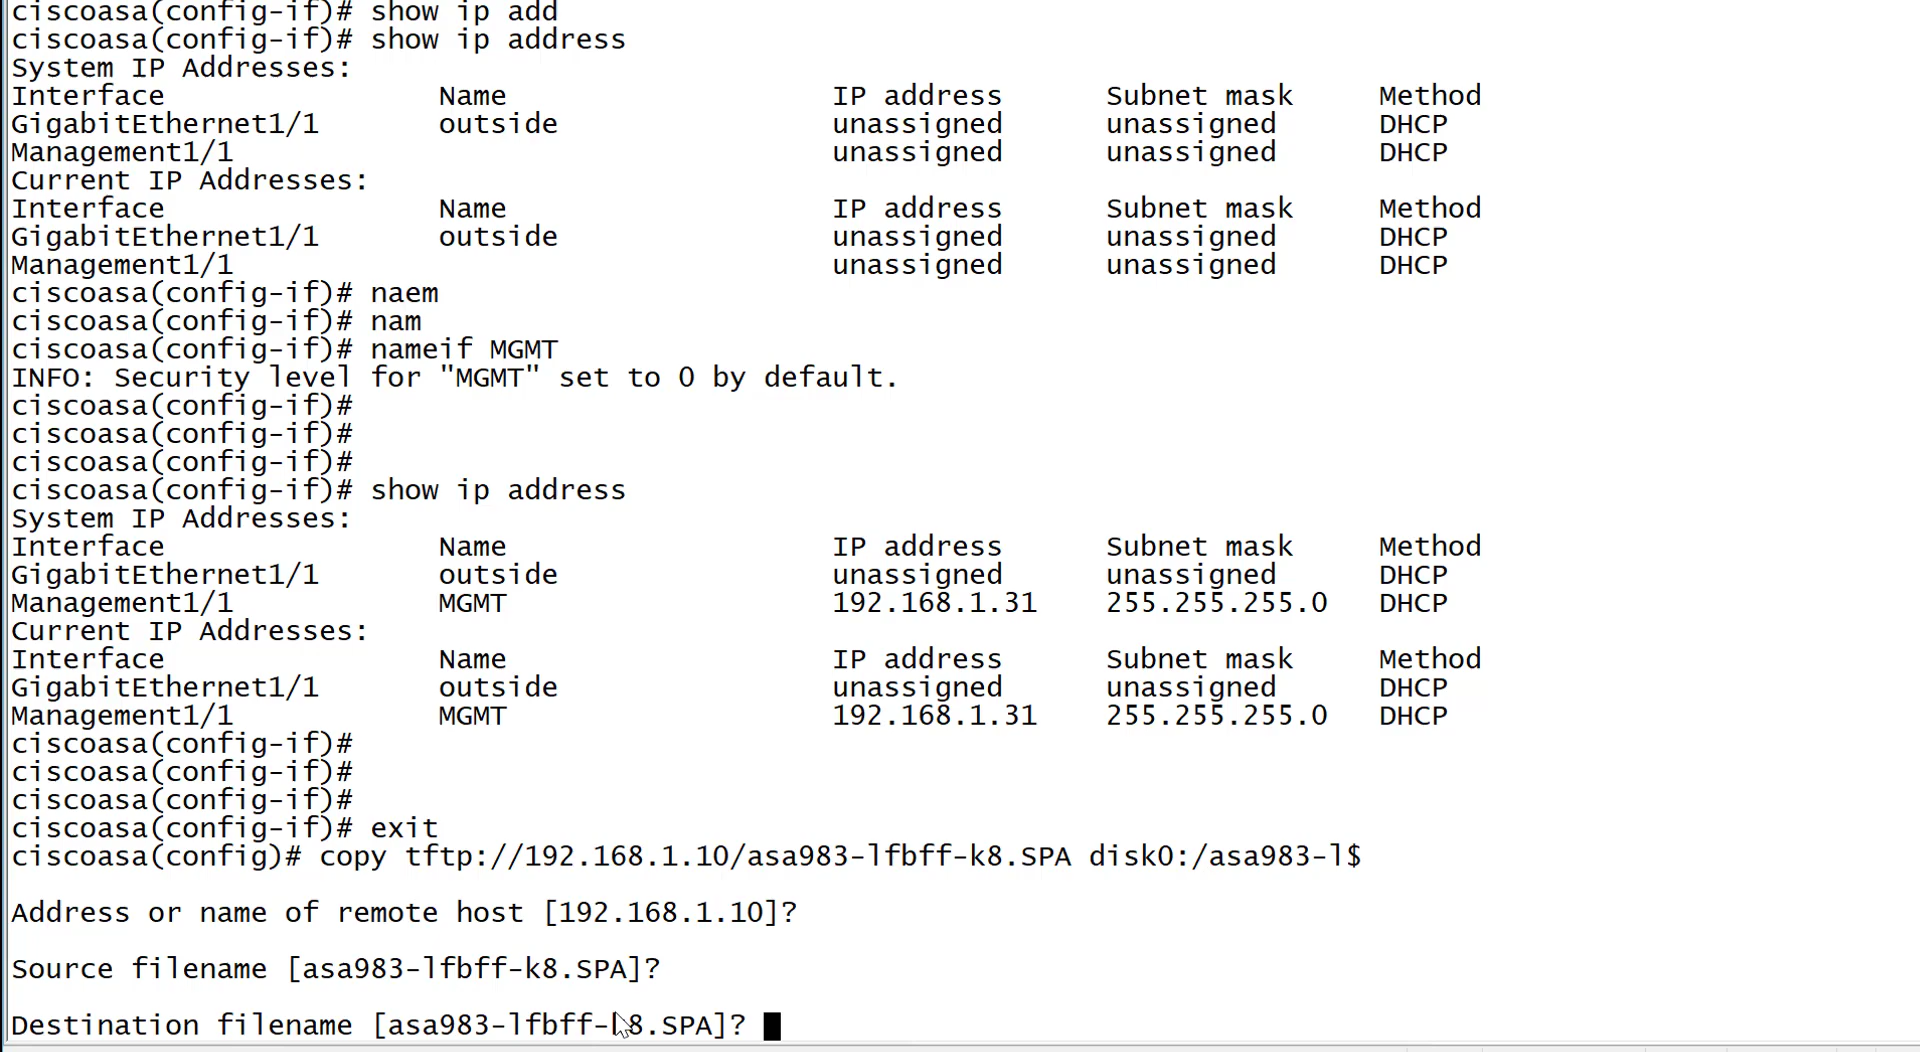 ciscoasa(config-if)# show ip add
ciscoasa(config-if)# show ip address
System IP Addresses:
Interface Name IP address Subnet mask Method
GigabitEthernet1/1 outside unassigned unassigned DHCP
Management1/1 unassigned unassigned DHCP
Current IP Addresses:
Interface Name IP address Subnet mask Method
GigabitEthernet1/1 outside unassigned unassigned DHCP
Management1/1 unassigned unassigned DHCP
ciscoasa(config-if)# naem
ciscoasa(config-if)# nam
ciscoasa(config-if)# nameif MGMT
INFO: Security level for "MGMT" set to 0 by default.
ciscoasa(config-if)#
ciscoasa(config-if)#
ciscoasa(config-if)#
ciscoasa(config-if)# show ip address
System IP Addresses:
Interface Name IP address Subnet mask Method
GigabitEthernet1/1 outside unassigned unassigned DHCP
Management1/1 MGMT 192.168.1.31 255.255.255.0 DHCP
Current IP Addresses:
Interface Name IP address Subnet mask Method
GigabitEthernet1/1 outside unassigned unassigned DHCP
Management1/1 MGMT 192.168.1.31 255.255.255.0 DHCP
ciscoasa(config-if)#
ciscoasa(config-if)#
ciscoasa(config-if)#
ciscoasa(config-if)# exit
ciscoasa(config)# copy tftp://192.168.1.10/asa983-lfbff-k8.SPA disk0:/asa983-l$
Address or name of remote host [192.168.1.10]?
Source filename [asa983-lfbff-k8.SPA]?
Destination filename [asa983-lfbff-k8.SPA]?